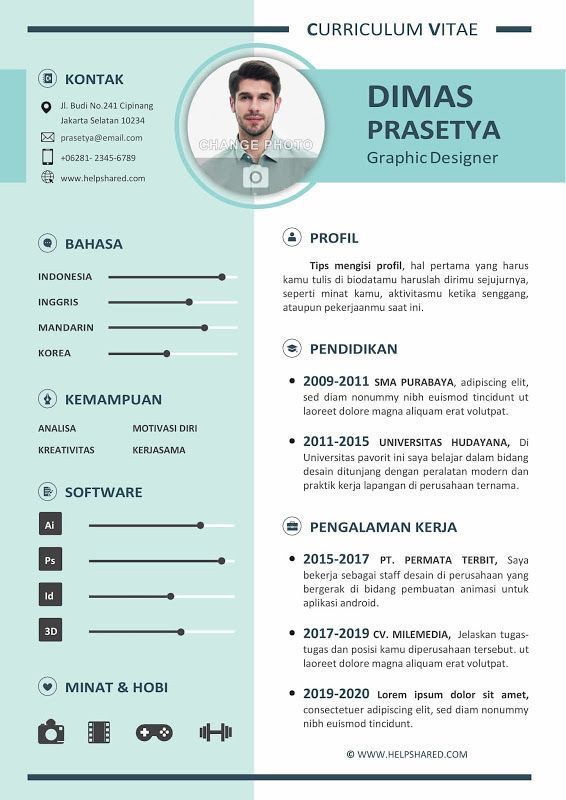 CURRICULUM VITAE
KONTAK
Jl. Budi No.241 Cipinang
Jakarta Selatan 10234
prasetya@email.com
+06281- 2345-6789
www.helpshared.com
CHANGE PHOTO
DIMAS
PRASETYA
Graphic Designer
BAHASA
INDONESIA
INGGRIS
MANDARIN
KOREA
KEMAMPUAN
ANALISA MOTIVASI DIRI
KREATIVITAS KERJASAMA
SOFTWARE
Ai
Ps
Id
3D
MINAT & HOBI
PROFIL
Tips mengisi profil, hal pertama yang harus
kamu tulis di biodatamu haruslah dirimu sejujurnya,
seperti minat kamu, aktivitasmu ketika senggang,
ataupun pekerjaanmu saat ini.
PENDIDIKAN
• 2009-2011 SMA PURABAYA, adipiscing elit,
sed diam nonummy nibh euismod tincidunt ut
laoreet dolore magna aliquam erat volutpat.
• 2011-2015 UNIVERSITAS HUDAYANA, Di
Universitas pavorit ini saya belajar dalam bidang
desain ditunjang dengan peralatan modern dan
praktik kerja lapangan di perusahaan ternama.
PENGALAMAN KERJA
• 2015-2017 PT. PERMATA TERBIT, Saya
bekerja sebagai staff desain di perusahaan yang
bergerak di bidang pembuatan animasi untuk
aplikasi android.
• 2017-2019 CV. MILEMEDIA, Jelaskan tugas-
tugas dan posisi kamu diperusahaan tersebut. ut
laoreet dolore magna aliquam erat volutpat.
• 2019-2020 Lorem ipsum dolor sit amet,
consectetuer adipiscing elit, sed diam nonummy
nibh euismod tincidunt.
© WWW.HELPSHARED.COM